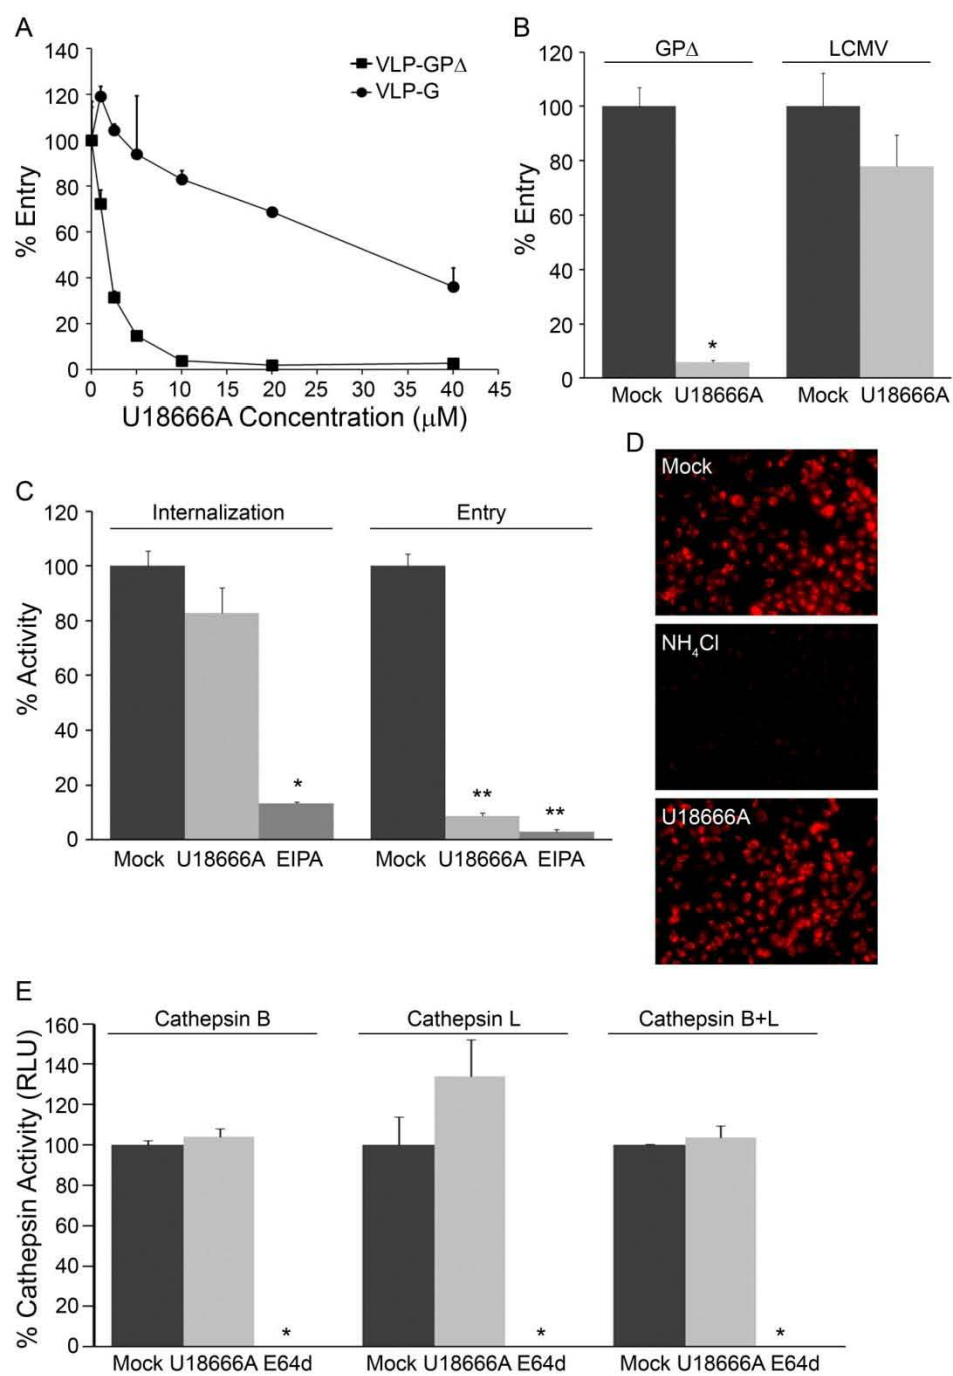 A
140
120
100
80
60
40
20
0
% Entry
VLP-GPΔ
VLP-G
0 5 10 15 20 25 30 35 40 45
U18666A Concentration (μM)
B
GPΔ LCMV
120
100
80
60
40
20
0
% Entry
*
Mock U18666A Mock U18666A
C
Internalization Entry
120
100
80
60
40
20
0
% Activity
* ** **
Mock U18666A EIPA Mock U18666A EIPA
D
Mock
NH₄Cl
U18666A
E
Cathepsin B Cathepsin L Cathepsin B+L
160
140
120
100
80
60
40
20
0
% Cathepsin Activity (RLU)
* * *
Mock U18666A E64d Mock U18666A E64d Mock U18666A E64d